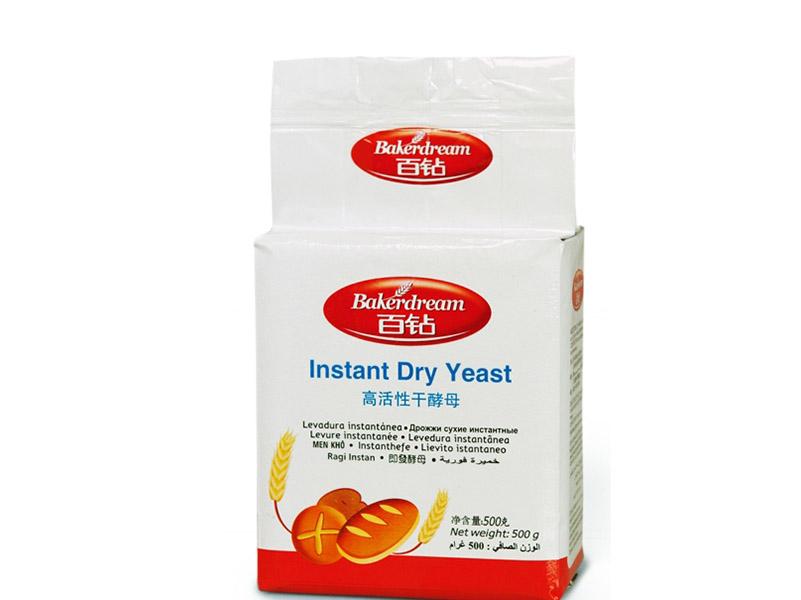 Bakerdream
百钻
Bakerdream
百钻
Instant Dry Yeast
高活性干酵母
Levadura instantánea • Дрожжи сухие инстантные
Levure instantanée • Levedura instantânea
MEN KHÔ • Instanthefe • Lievito istantaneo
Ragi Instan • 即發酵母 • خميرة فورية
净含量:500克
Net weight: 500 g
الوزن الصافي : 500 غرام